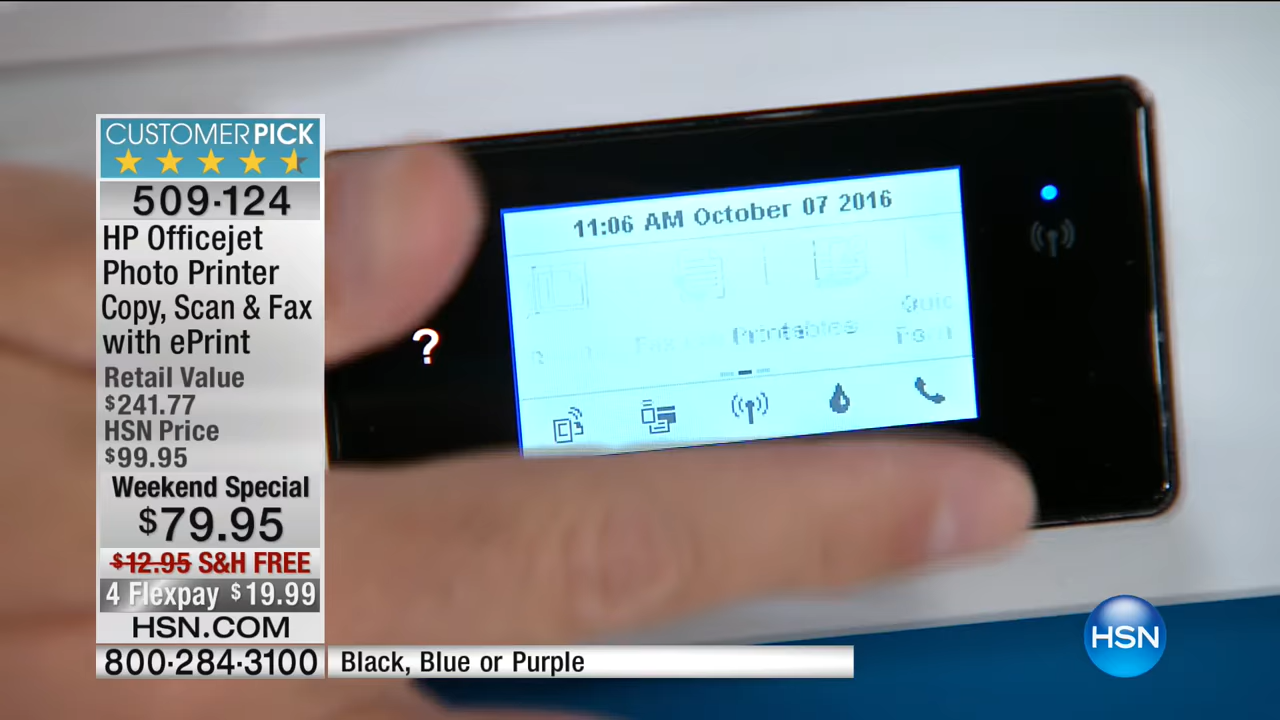 CUSTOMER PICK
509·124
HP Officejet
Photo Printer
Copy, Scan & Fax
with ePrint
Retail Value
$241.77
HSN Price
$99.95
Weekend Special
$79.95
$12.95 S&H FREE
4 Flexpay $19.99
HSN.COM
800·284·3100
Black, Blue or Purple
11:06 AM October 07 2016
Printables
?
HSN